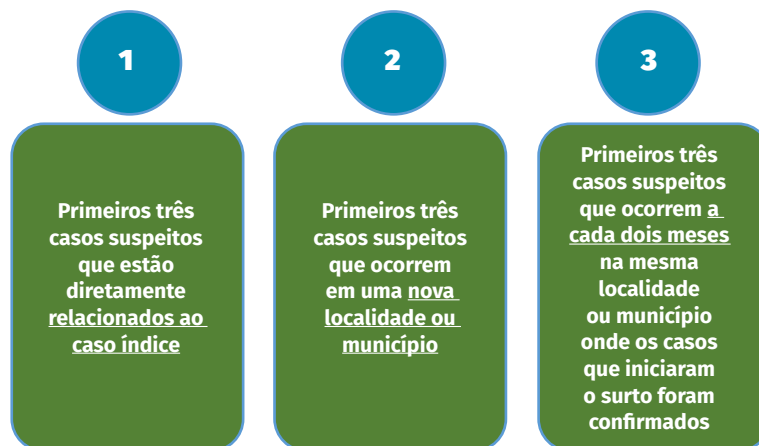 1
Primeiros três
casos suspeitos
que estão
diretamente
relacionados ao
caso índice
2
Primeiros três
casos suspeitos
que ocorrem
em uma nova
localidade ou
município
3
Primeiros três
casos suspeitos
que ocorrem a
cada dois meses
na mesma
localidade
ou município
onde os casos
que iniciaram
o surto foram
confirmados